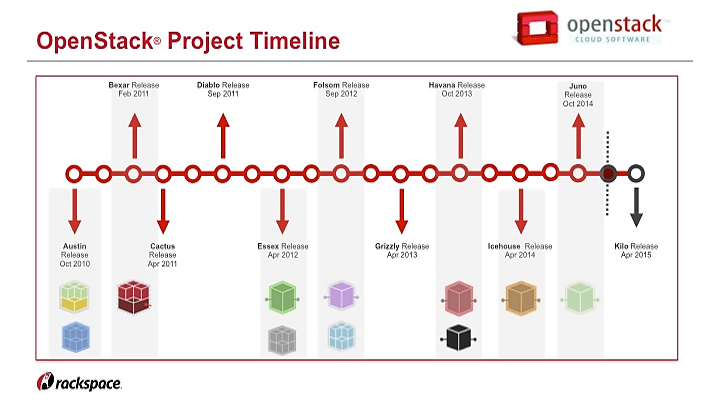 OpenStack® Project Timeline
openstack™
CLOUD SOFTWARE
Bexar Release
Feb 2011
Diablo Release
Sep 2011
Folsom Release
Sep 2012
Havana Release
Oct 2013
Juno
Release
Oct 2014
Austin
Release
Oct 2010
Cactus
Release
Apr 2011
Essex Release
Apr 2012
Grizzly Release
Apr 2013
Icehouse Release
Apr 2014
Kilo Release
Apr 2015
rackspace